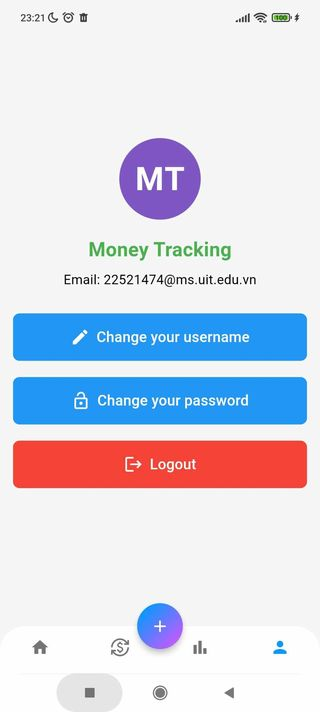 23:21
100
MT
Money Tracking
Email: 22521474@ms.uit.edu.vn
Change your username
Change your password
Logout